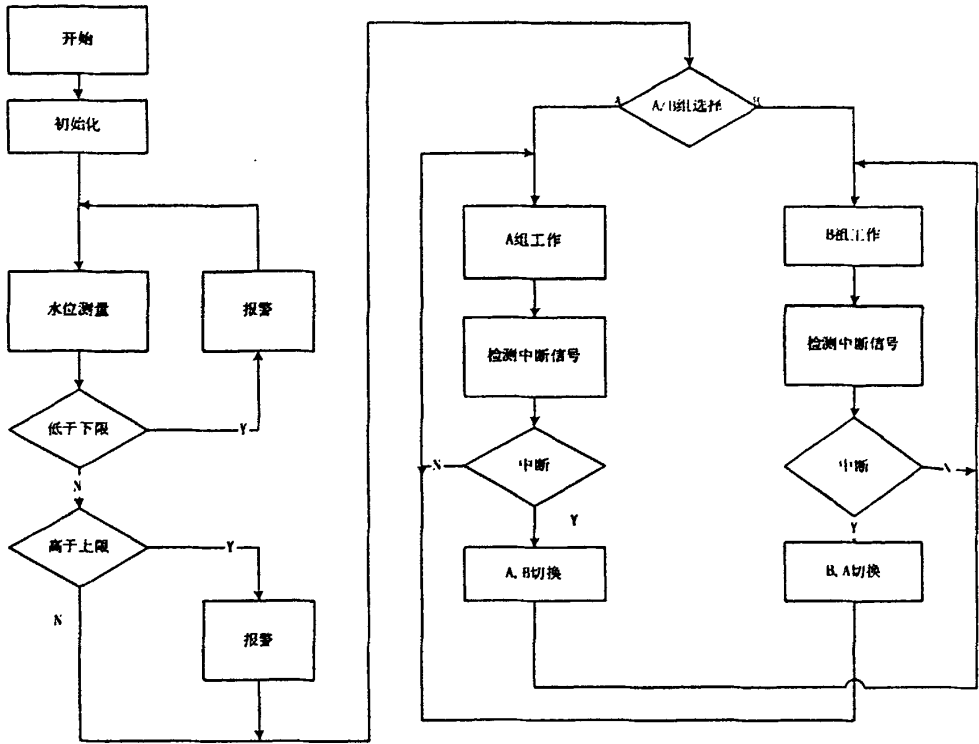 开始
初始化
水位测量
报警
低于下限
Y
N
高于上限
Y
N
报警
A/B组选择
A
B
A组工作
检测中断信号
中断
N
Y
A,B切换
B组工作
检测中断信号
中断
N
Y
B,A切换